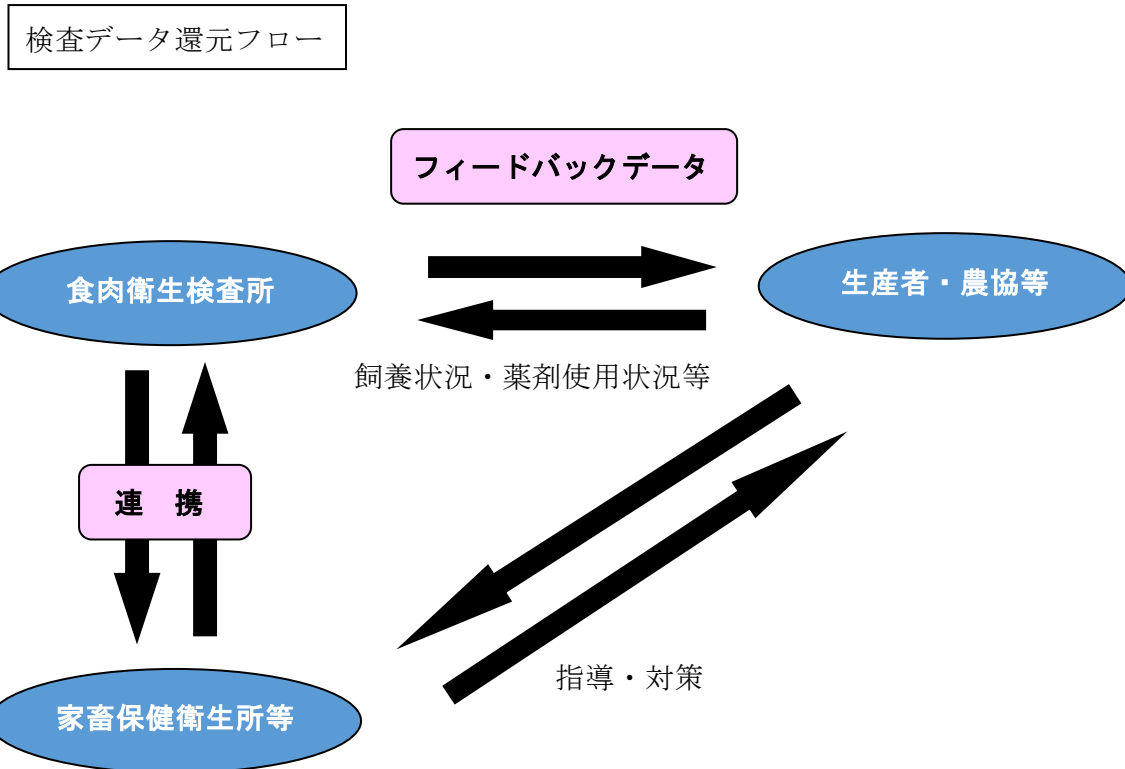 検査データ還元フロー
フィードバックデータ
食肉衛生検査所
生産者・農協等
飼養状況・薬剤使用状況等
連　携
指導・対策
家畜保健衛生所等